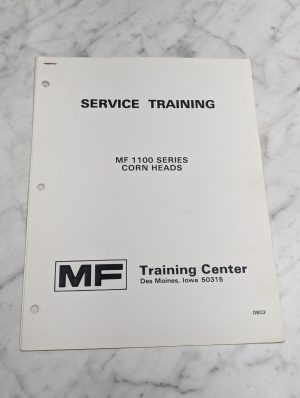 SERVICE TRAINING
MF 1100 SERIES
CORN HEADS
MF
Training Center
Des Moines, Iowa 50315
0802